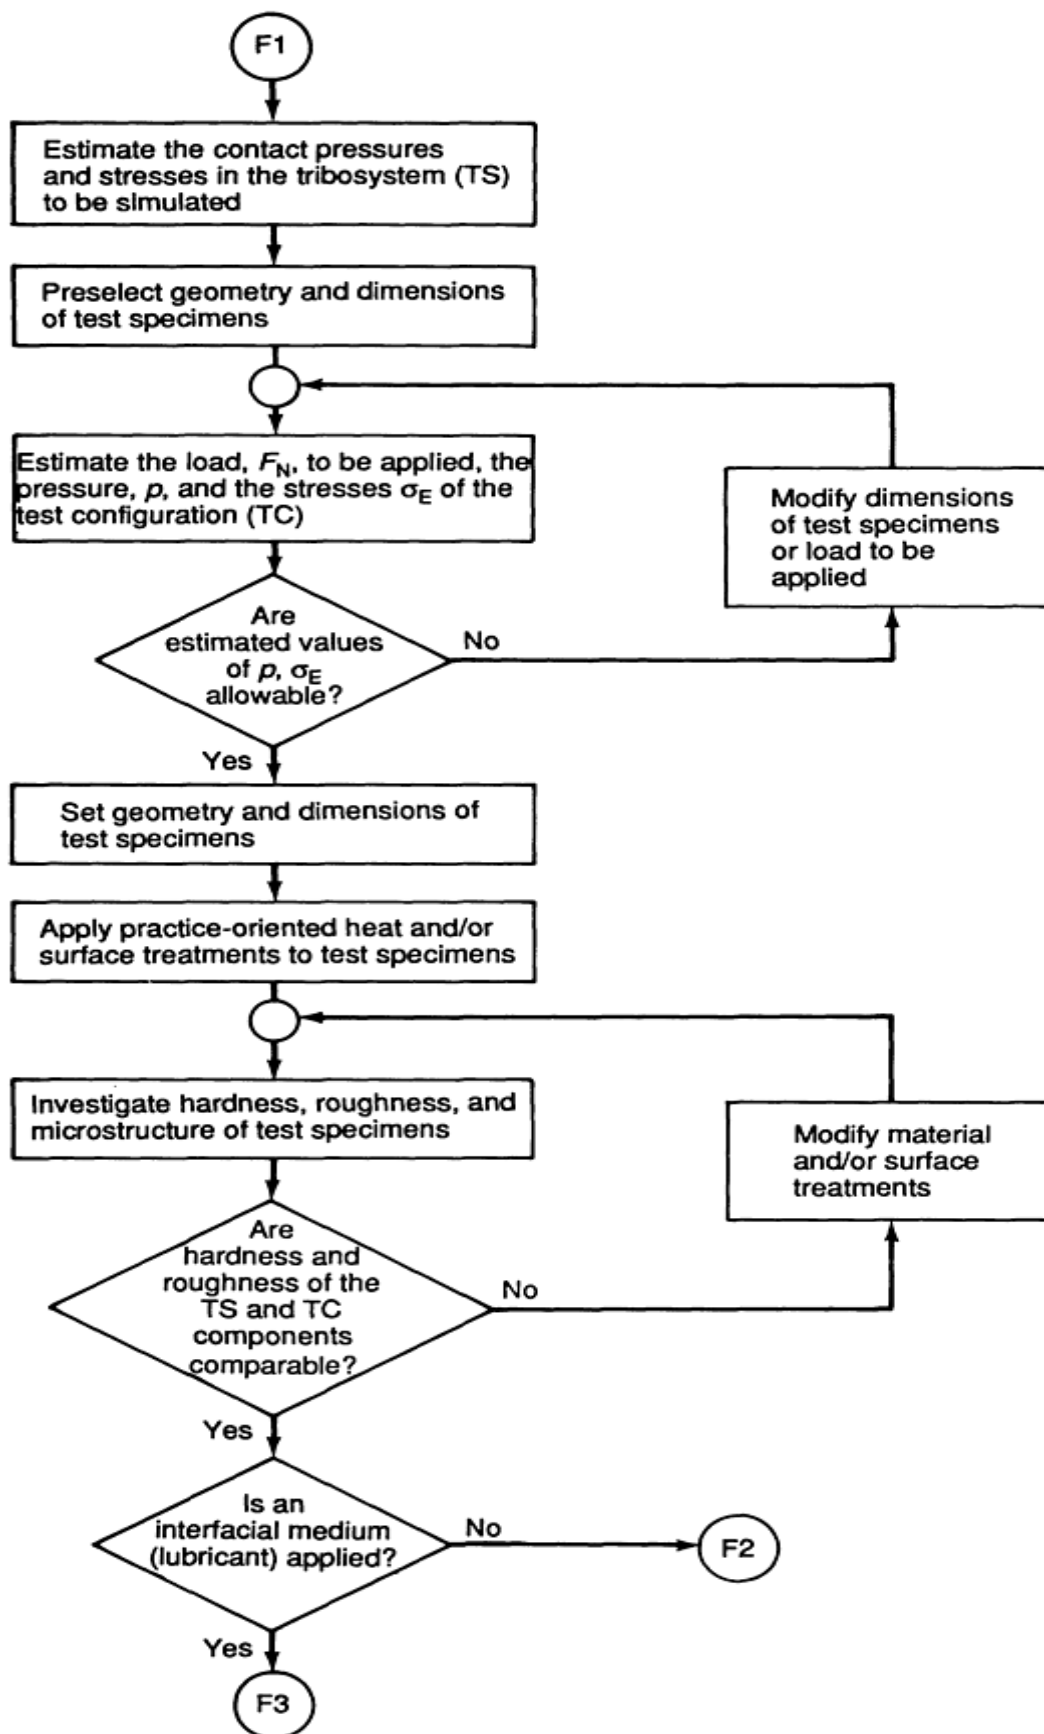 F1
Estimate the contact pressures
and stresses in the tribosystem (TS)
to be simulated
Preselect geometry and dimensions
of test specimens
Estimate the load, F_N, to be applied, the
pressure, p, and the stresses σ_E of the
test configuration (TC)
Modify dimensions
of test specimens
or load to be
applied
Are
estimated values
of p, σ_E
allowable?
No
Yes
Set geometry and dimensions of
test specimens
Apply practice-oriented heat and/or
surface treatments to test specimens
Investigate hardness, roughness, and
microstructure of test specimens
Modify material
and/or surface
treatments
Are
hardness and
roughness of the
TS and TC
components
comparable?
No
Yes
Is an
interfacial medium
(lubricant) applied?
No
F2
Yes
F3